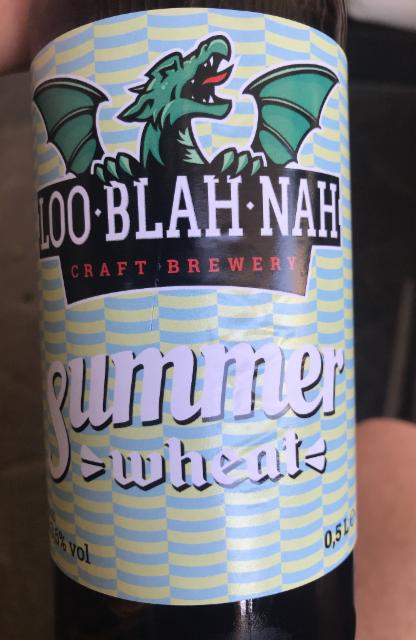 LOO·BLAH·NAH
CRAFT BREWERY
summer
wheat
% vol
0,5 L